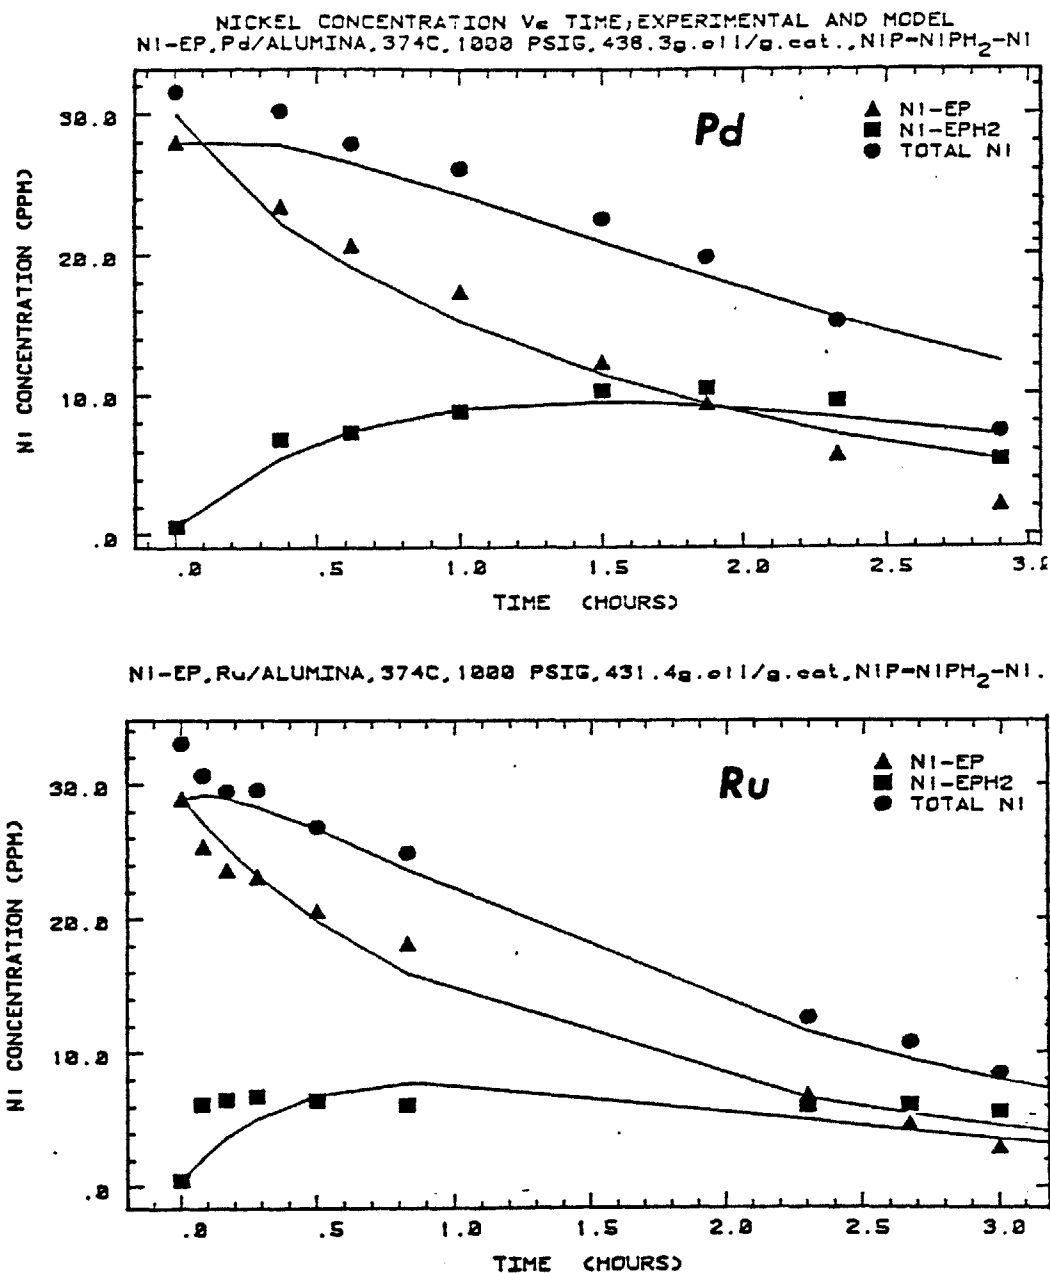 NICKEL CONCENTRATION Vs TIME;EXPERIMENTAL AND MODEL
NI-EP,Pd/ALUMINA,374C,1000 PSIG,438.3g.oil/g.cat.,NIP=NIPH2-NI
Pd
NI-EP
NI-EPH2
TOTAL NI
30.0
20.0
10.0
.0
NI CONCENTRATION (PPM)
.0 .5 1.0 1.5 2.0 2.5 3.0
TIME (HOURS)
NI-EP,Ru/ALUMINA,374C,1000 PSIG,431.4g.oil/g.cat,NIP=NIPH2-NI.
Ru
NI-EP
NI-EPH2
TOTAL NI
30.0
20.0
10.0
.0
NI CONCENTRATION (PPM)
.0 .5 1.0 1.5 2.0 2.5 3.0
TIME (HOURS)